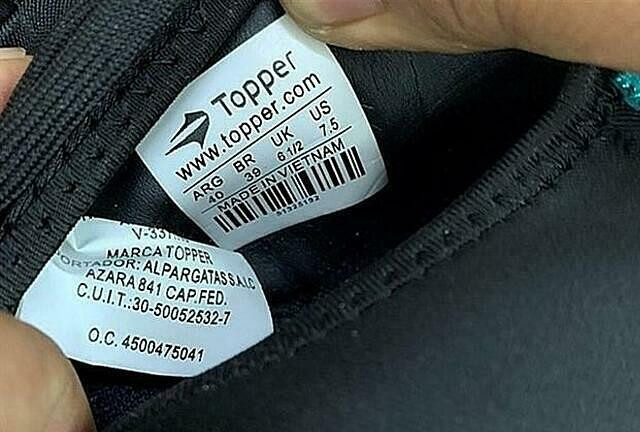 Topper
www.topper.com
ARG BR UK US
40 39 6 1/2 7.5
MADE IN VIETNAM
MARCA TOPPER
ALPARGATAS S.A.I.C
AZARA 841 CAP.FED.
C.U.I.T.:30-50052532-7
O.C. 4500475041